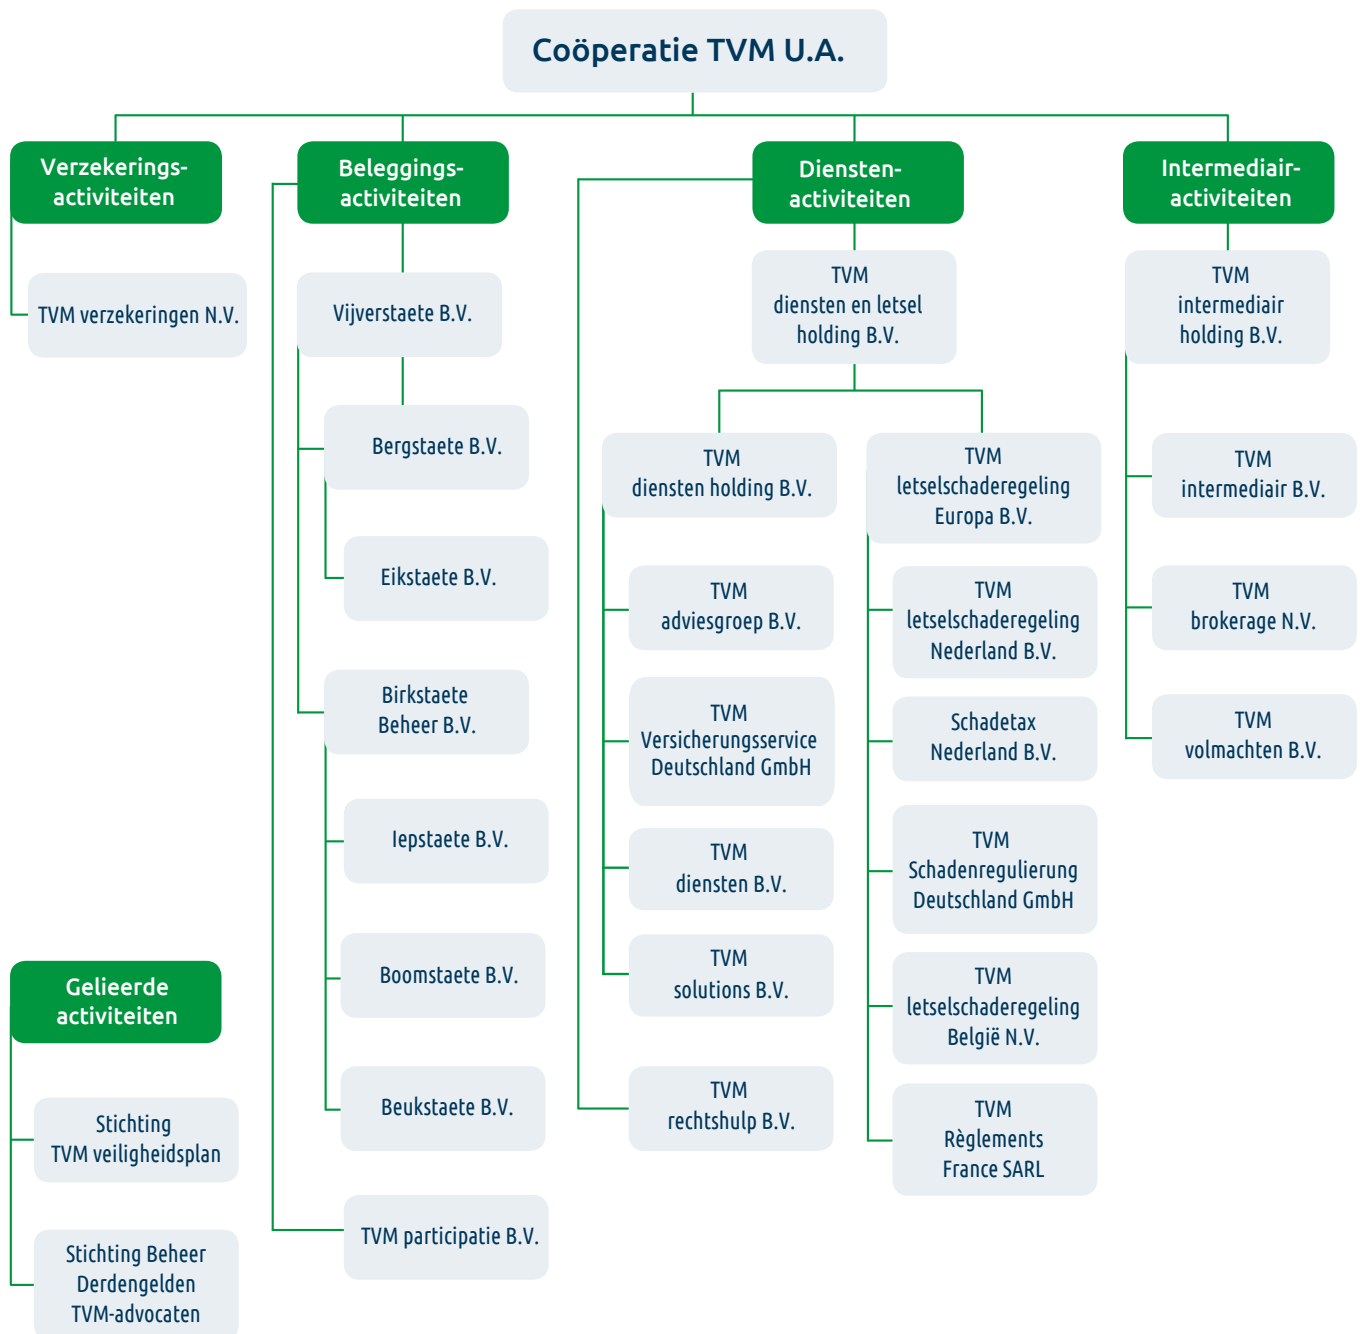 Coöperatie TVM U.A.
Verzekerings-
activiteiten
TVM verzekeringen N.V.
Beleggings-
activiteiten
Vijverstaete B.V.
Bergstaete B.V.
Eikstaete B.V.
Birkstaete
Beheer B.V.
Iepstaete B.V.
Boomstaete B.V.
Beukstaete B.V.
TVM participatie B.V.
Diensten-
activiteiten
TVM
diensten en letsel
holding B.V.
TVM
diensten holding B.V.
TVM
adviesgroep B.V.
TVM
Versicherungsservice
Deutschland GmbH
TVM
diensten B.V.
TVM
solutions B.V.
TVM
rechtshulp B.V.
TVM
letselschaderegeling
Europa B.V.
TVM
letselschaderegeling
Nederland B.V.
Schadetax
Nederland B.V.
TVM
Schadenregulierung
Deutschland GmbH
TVM
letselschaderegeling
België N.V.
TVM
Règlements
France SARL
Intermediair-
activiteiten
TVM
intermediair
holding B.V.
TVM
intermediair B.V.
TVM
brokerage N.V.
TVM
volmachten B.V.
Gelieerde
activiteiten
Stichting
TVM veiligheidsplan
Stichting Beheer
Derdengelden
TVM-advocaten